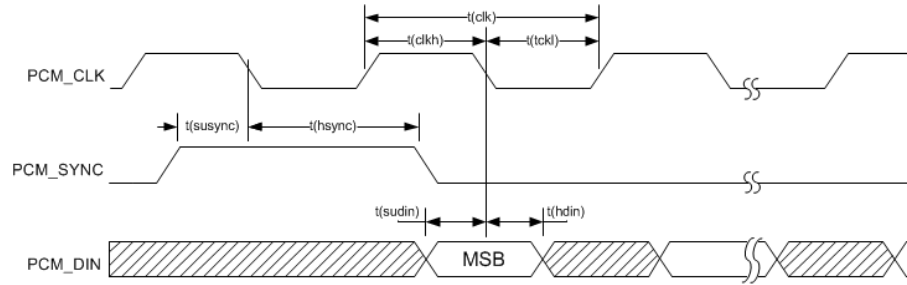 t(clk)
t(clkh) t(tckl)
PCM_CLK
t(susync) t(hsync)
PCM_SYNC
t(sudin) t(hdin)
PCM_DIN MSB